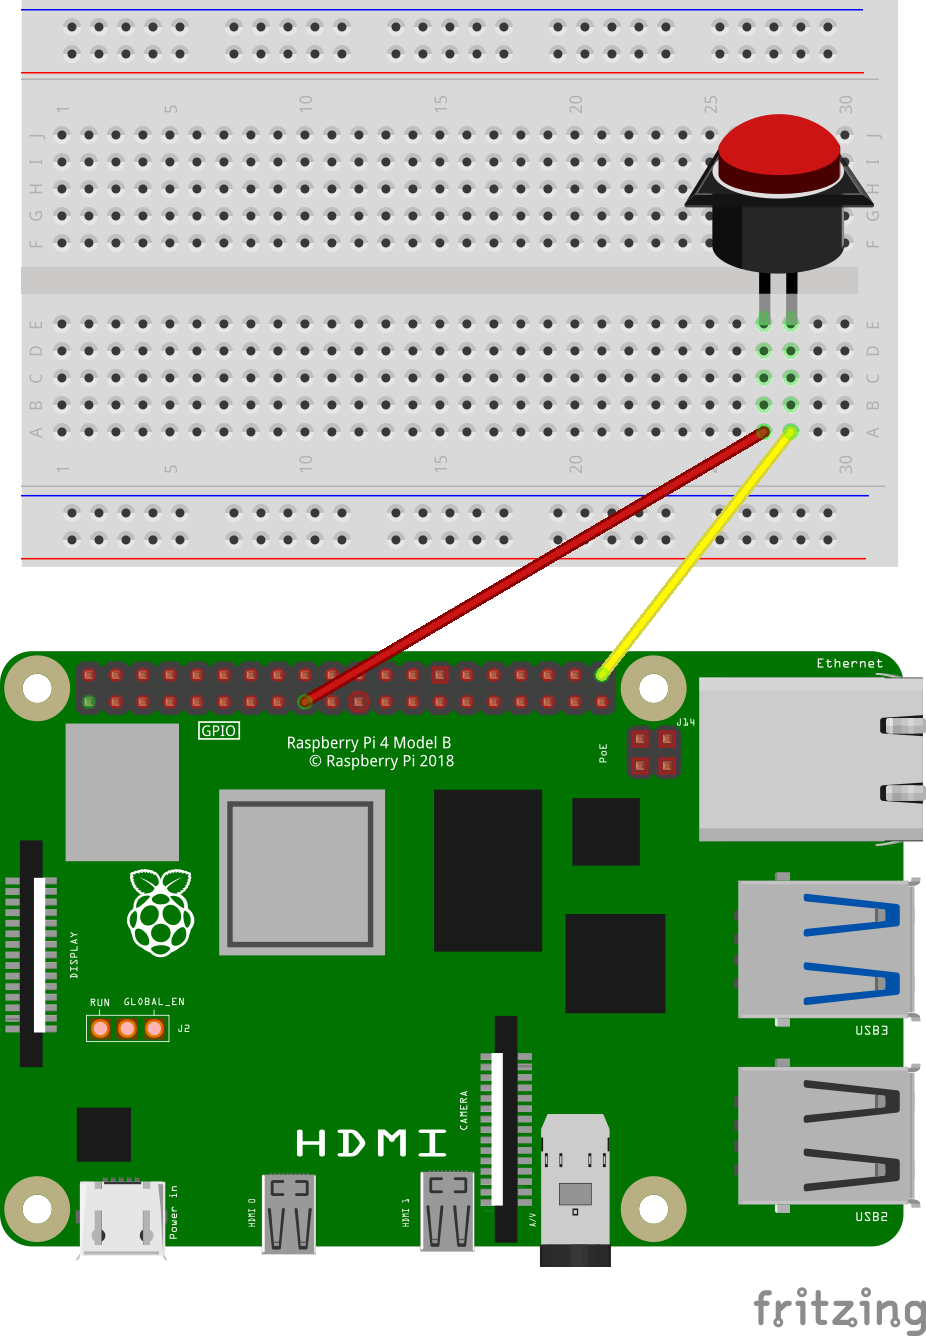 1 5 10 15 20 25 30
J J
I I
H H
G G
F F
E E
D D
C C
B B
A A
1 5 10 15 20 30
Ethernet
J14
GPIO
Raspberry Pi 4 Model B
© Raspberry Pi 2018
PoE
DISPLAY
RUN GLOBAL_EN
J2
USB3
CAMERA
HDMI
Power in
HDMI 0
HDMI 1
A/V
USB2
fritzing